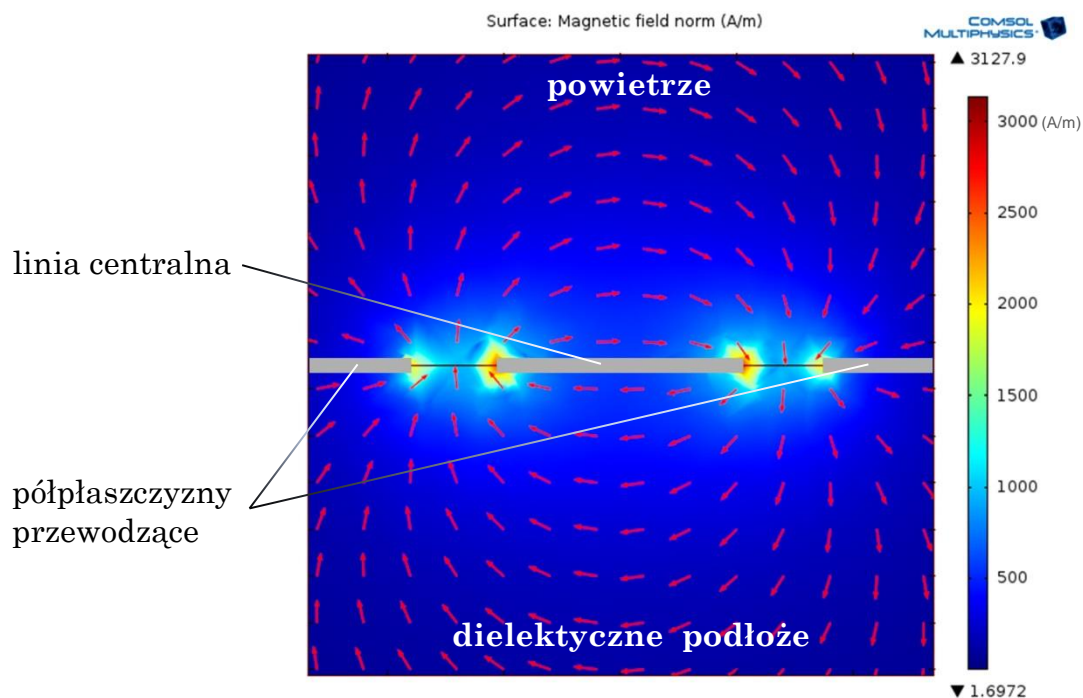 Surface: Magnetic field norm (A/m)
COMSOL
MULTIPHYSICS
▲ 3127.9
powietrze
3000 (A/m)
2500
linia centralna
2000
1500
półpłaszczyzny
przewodzące
1000
500
dielektyczne podłoże
▼ 1.6972